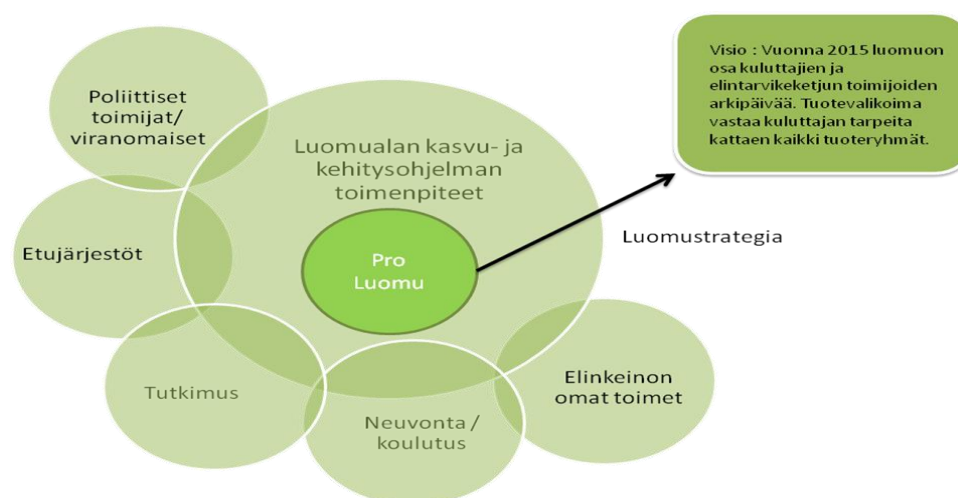 Visio : Vuonna 2015 luomuon
osa kuluttajien ja
elintarvikeketjun toimijoiden
arkipäivää. Tuotevalikoima
vastaa kuluttajan tarpeita
kattaen kaikki tuoteryhmät.
Poliittiset
toimijat/
viranomaiset
Luomualan kasvu- ja
kehitysohjelman
toimenpiteet
Luomustrategia
Etujärjestöt
Pro
Luomu
Tutkimus
Neuvonta /
koulutus
Elinkeinon
omat toimet